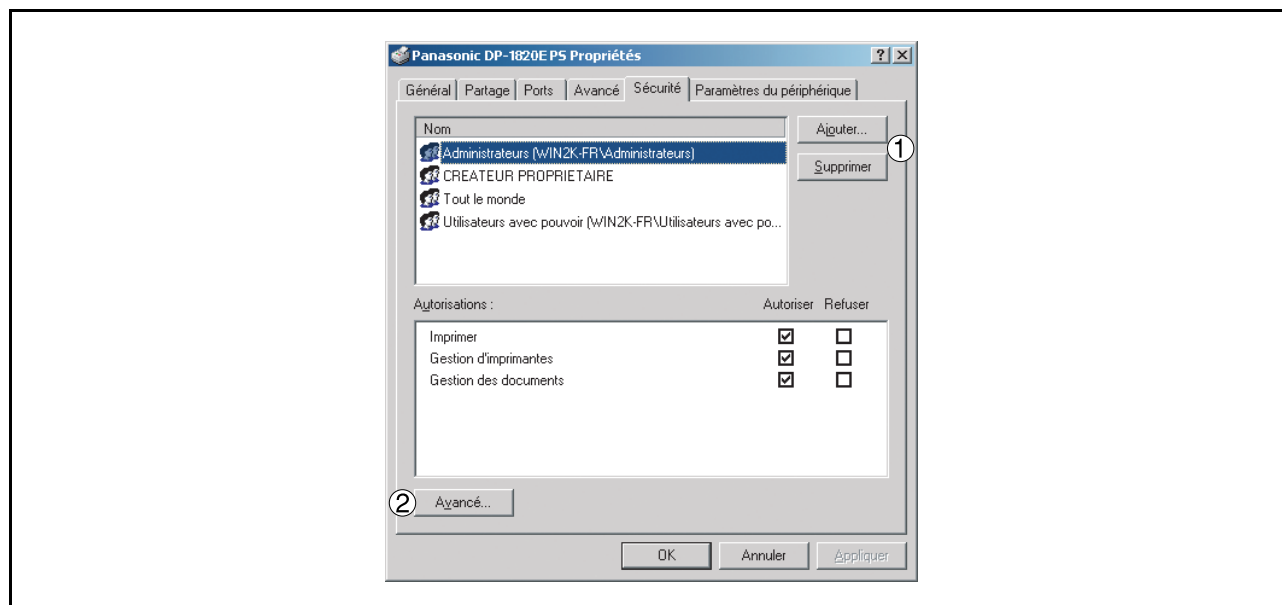 Panasonic DP-1820E PS Propriétés
Général Partage Ports Avancé Sécurité Paramètres du périphérique
Nom
Ajouter...
①
Administrateurs (WIN2K-FR\Administrateurs)
Supprimer
CREATEUR PROPRIETAIRE
Tout le monde
Utilisateurs avec pouvoir (WIN2K-FR\Utilisateurs avec po...
Autorisations : Autoriser Refuser
Imprimer
Gestion d'imprimantes
Gestion des documents
② Avancé...
OK Annuler Appliquer